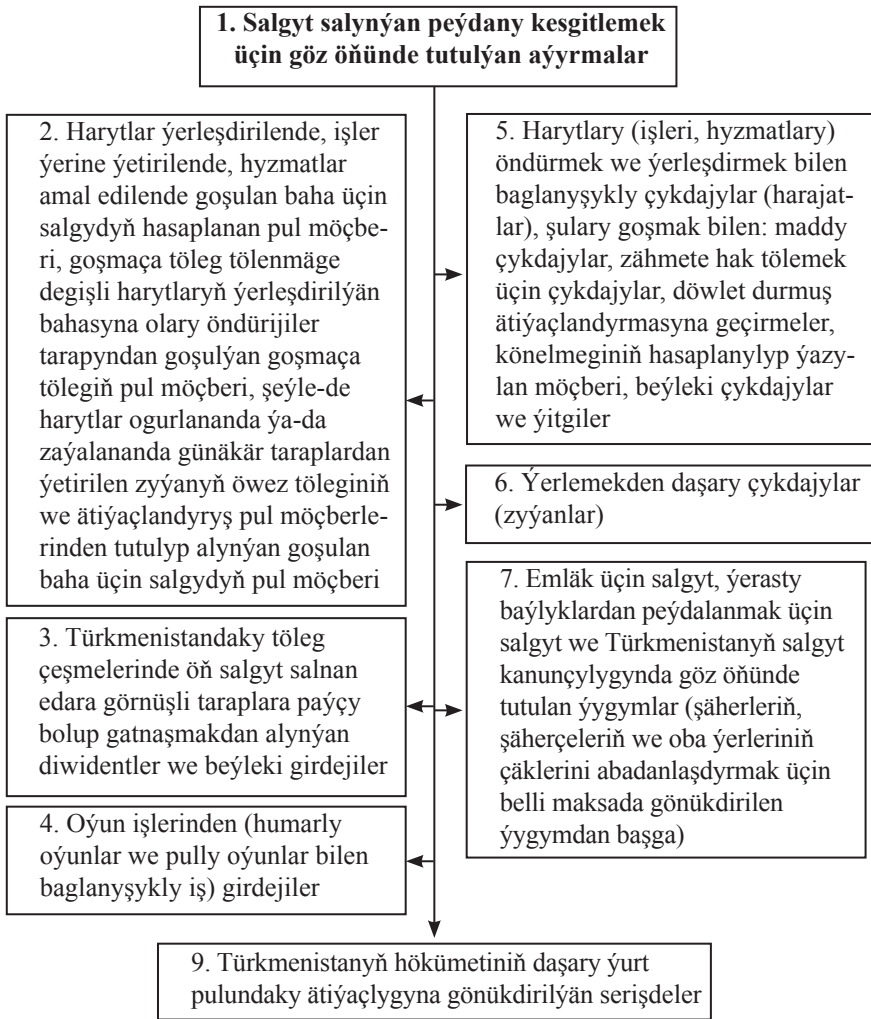 1. Salgyt salynýan peýdany kesgitlemek
üçin göz öňünde tutulýan aýyrmalar
2. Harytlar ýerleşdirilende, işler
ýerine ýetirilende, hyzmatlar
amal edilende goşulan baha üçin
salgydyň hasaplanan pul möçbe-
ri, goşmaça töleg tölenmäge
degişli harytlaryň ýerleşdirilýän
bahasyna olary öndürijiler
tarapyndan goşulýan goşmaça
tölegiň pul möçberi, şeýle-de
harytlar ogurlananda ýa-da
zaýalananda günäkär taraplardan
ýetirilen zyýanyň öwez töleginiň
we ätiýaçlandyryş pul möçberle-
rinden tutulyp alynýan goşulan
baha üçin salgydyň pul möçberi
3. Türkmenistandaky töleg
çeşmelerinde öň salgyt salnan
edara görnüşli taraplara paýçy
bolup gatnaşmakdan alynýan
diwidentler we beýleki girdejiler
4. Oýun işlerinden (humarly
oýunlar we pully oýunlar bilen
baglanyşykly iş) girdejiler
5. Harytlary (işleri, hyzmatlary)
öndürmek we ýerleşdirmek bilen
baglanyşykly çykdajylar (harajat-
lar), şulary goşmak bilen: maddy
çykdajylar, zähmete hak tölemek
üçin çykdajylar, döwlet durmuş
ätiýaçlandyrmasyna geçirmeler,
könelmeginiň hasaplanylyp ýazy-
lan möçberi, beýleki çykdajylar
we ýitgiler
6. Ýerlemekden daşary çykdajylar
(zyýanlar)
7. Emläk üçin salgyt, ýerasty
baýlyklardan peýdalanmak üçin
salgyt we Türkmenistanyň salgyt
kanunçylygynda göz öňünde
tutulan ýygymlar (şäherleriň,
şäherçeleriň we oba ýerleriniň
çäklerini abadanlaşdyrmak üçin
belli maksada gönükdirilen
ýygymdan başga)
9. Türkmenistanyň hökümetiniň daşary ýurt
pulundaky ätiýaçlygyna gönükdirilýän serişdeler